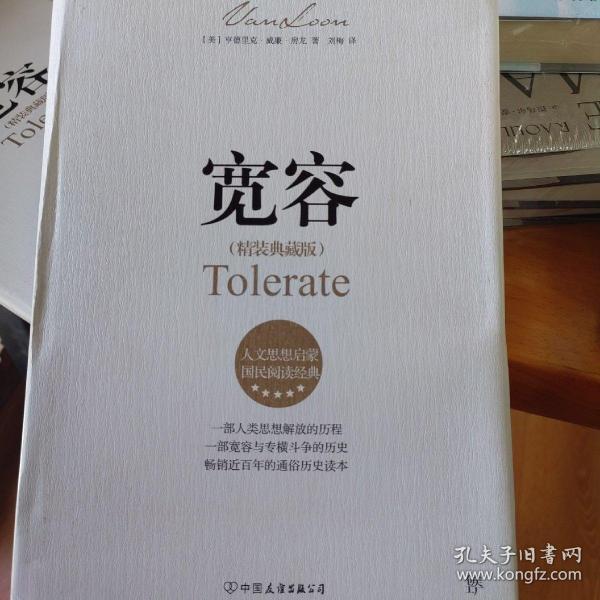 Van Loon
[美] 亨德里克·威廉·房龙 著 刘梅 译
宽容
(精装典藏版)
Tolerate
人文思想启蒙
国民阅读经典
一部人类思想解放的历程
一部宽容与专横斗争的历史
畅销近百年的通俗历史读本
中国友谊出版公司
孔夫子旧书网
www.kongfz.com